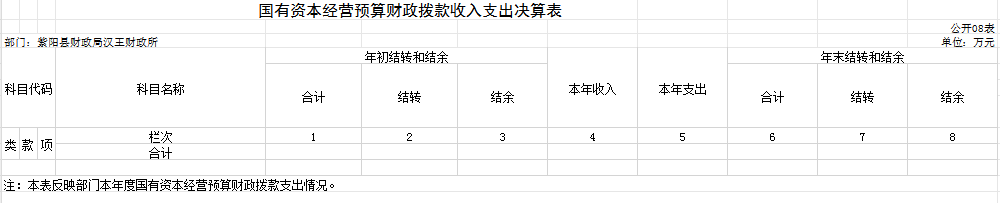 国有资本经营预算财政拨款收入支出决算表
公开08表
部门：紫阳县财政局汉王财政所 单位：万元
科目代码 科目名称 年初结转和结余 本年收入 本年支出 年末结转和结余
合计 结转 结余 合计 结转 结余
类 款 项 栏次 1 2 3 4 5 6 7 8
合计
注：本表反映部门本年度国有资本经营预算财政拨款支出情况。